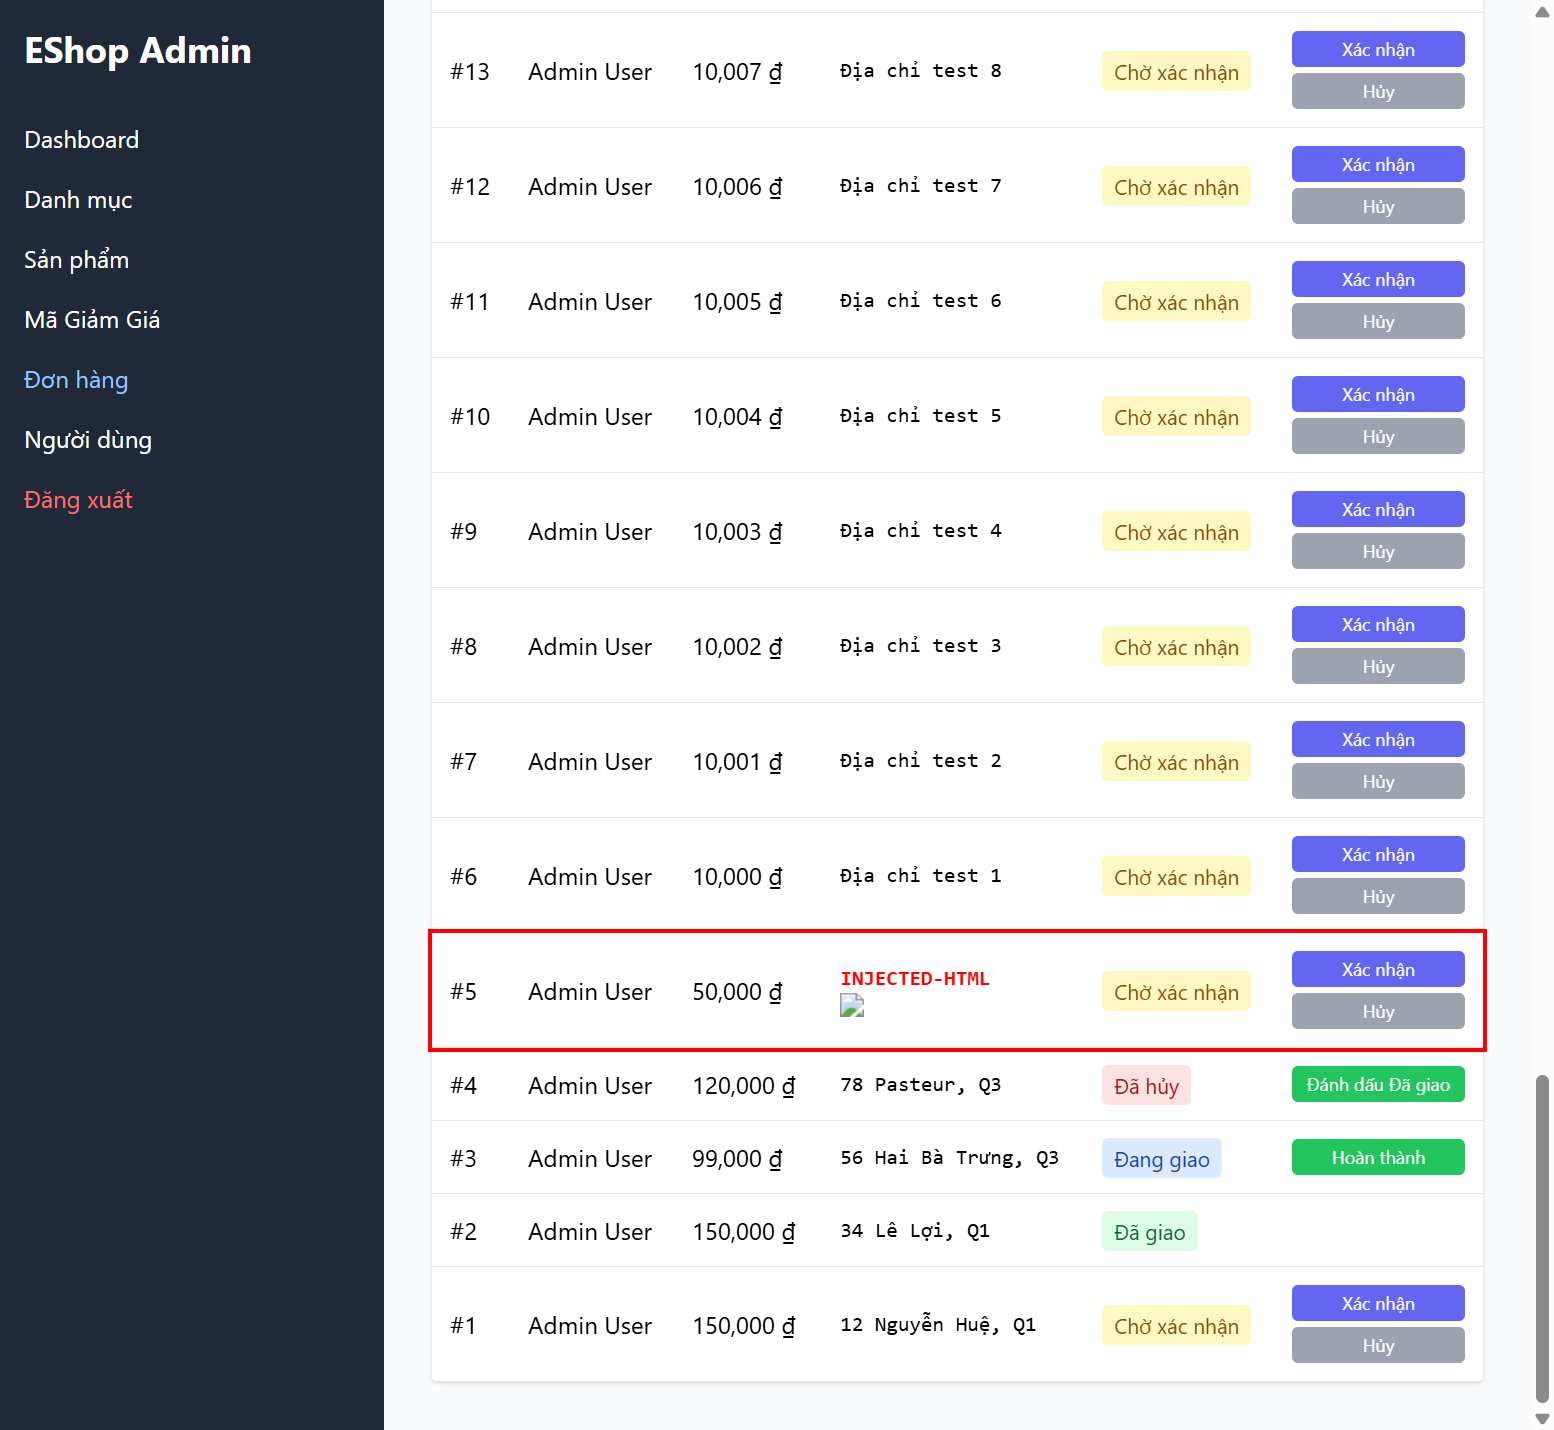 EShop Admin
Dashboard
Danh mục
Sản phẩm
Mã Giảm Giá
Đơn hàng
Người dùng
Đăng xuất
#13 Admin User 10,007 ₫ Địa chỉ test 8 Chờ xác nhận Xác nhận
Hủy
#12 Admin User 10,006 ₫ Địa chỉ test 7 Chờ xác nhận Xác nhận
Hủy
#11 Admin User 10,005 ₫ Địa chỉ test 6 Chờ xác nhận Xác nhận
Hủy
#10 Admin User 10,004 ₫ Địa chỉ test 5 Chờ xác nhận Xác nhận
Hủy
#9 Admin User 10,003 ₫ Địa chỉ test 4 Chờ xác nhận Xác nhận
Hủy
#8 Admin User 10,002 ₫ Địa chỉ test 3 Chờ xác nhận Xác nhận
Hủy
#7 Admin User 10,001 ₫ Địa chỉ test 2 Chờ xác nhận Xác nhận
Hủy
#6 Admin User 10,000 ₫ Địa chỉ test 1 Chờ xác nhận Xác nhận
Hủy
#5 Admin User 50,000 ₫ INJECTED-HTML Chờ xác nhận Xác nhận
Hủy
#4 Admin User 120,000 ₫ 78 Pasteur, Q3 Đã hủy Đánh dấu Đã giao
#3 Admin User 99,000 ₫ 56 Hai Bà Trưng, Q3 Đang giao Hoàn thành
#2 Admin User 150,000 ₫ 34 Lê Lợi, Q1 Đã giao
#1 Admin User 150,000 ₫ 12 Nguyễn Huệ, Q1 Chờ xác nhận Xác nhận
Hủy